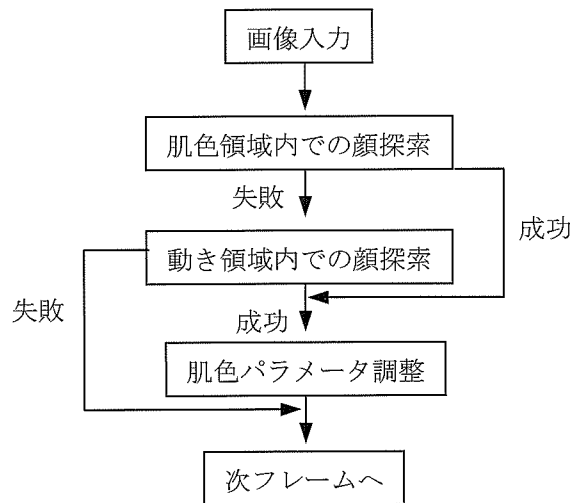 画像入力
肌色領域内での顔探索
失敗
成功
動き領域内での顔探索
失敗
成功
肌色パラメータ調整
次フレームへ